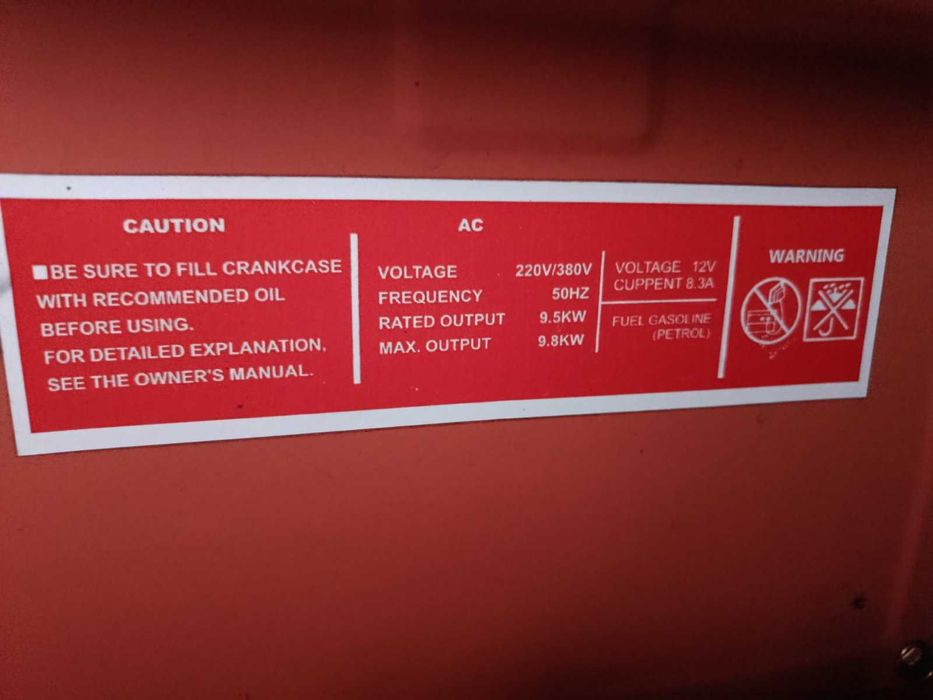 CAUTION
BE SURE TO FILL CRANKCASE
WITH RECOMMENDED OIL
BEFORE USING.
FOR DETAILED EXPLANATION,
SEE THE OWNER'S MANUAL.
AC
VOLTAGE 220V/380V
FREQUENCY 50HZ
RATED OUTPUT 9.5KW
MAX. OUTPUT 9.8KW
VOLTAGE 12V
CUPPENT 8.3A
FUEL GASOLINE
(PETROL)
WARNING